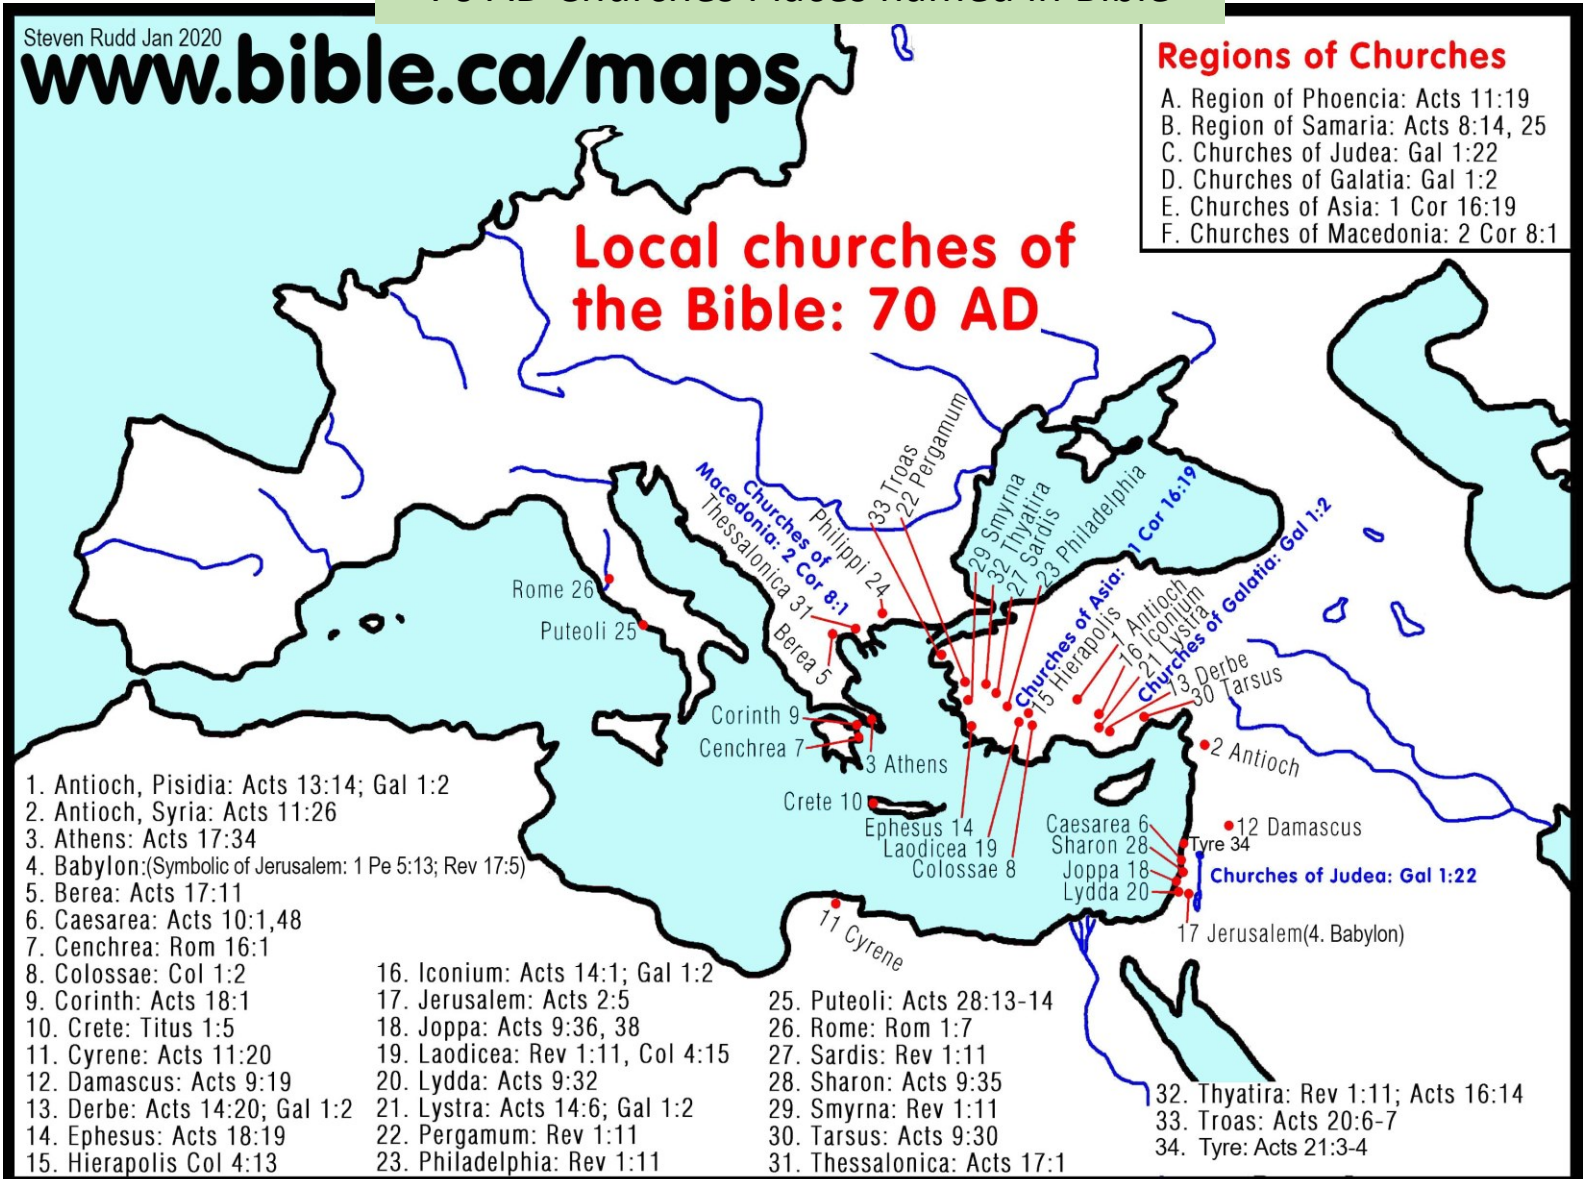 70 AD Churches Places named in Bible
Steven Rudd Jan 2020
www.bible.ca/maps
Regions of Churches
A. Region of Phoencia: Acts 11:19
B. Region of Samaria: Acts 8:14, 25
C. Churches of Judea: Gal 1:22
D. Churches of Galatia: Gal 1:2
E. Churches of Asia: 1 Cor 16:19
F. Churches of Macedonia: 2 Cor 8:1
Local churches of
the Bible: 70 AD
33 Troas
22 Pergamum
29 Smyrna
32 Thyatira
27 Sardis
23 Philadelphia
Churches of Asia: 1 Cor 16:19
Churches of
Macedonia: 2 Cor 8:1
Thessalonica 31
Philippi 24
Berea 5
Rome 26
Puteoli 25
15 Hierapolis
1 Antioch
16 Iconium
21 Lystra
Churches of Galatia: Gal 1:2
13 Derbe
30 Tarsus
Corinth 9
Cenchrea 7
3 Athens
2 Antioch
Crete 10
Ephesus 14
Laodicea 19
Colossae 8
Caesarea 6
Sharon 28
Joppa 18
Lydda 20
12 Damascus
Tyre 34
Churches of Judea: Gal 1:22
17 Jerusalem(4. Babylon)
11 Cyrene
1. Antioch, Pisidia: Acts 13:14; Gal 1:2
2. Antioch, Syria: Acts 11:26
3. Athens: Acts 17:34
4. Babylon:(Symbolic of Jerusalem: 1 Pe 5:13; Rev 17:5)
5. Berea: Acts 17:11
6. Caesarea: Acts 10:1,48
7. Cenchrea: Rom 16:1
8. Colossae: Col 1:2
9. Corinth: Acts 18:1
10. Crete: Titus 1:5
11. Cyrene: Acts 11:20
12. Damascus: Acts 9:19
13. Derbe: Acts 14:20; Gal 1:2
14. Ephesus: Acts 18:19
15. Hierapolis Col 4:13
16. Iconium: Acts 14:1; Gal 1:2
17. Jerusalem: Acts 2:5
18. Joppa: Acts 9:36, 38
19. Laodicea: Rev 1:11, Col 4:15
20. Lydda: Acts 9:32
21. Lystra: Acts 14:6; Gal 1:2
22. Pergamum: Rev 1:11
23. Philadelphia: Rev 1:11
25. Puteoli: Acts 28:13-14
26. Rome: Rom 1:7
27. Sardis: Rev 1:11
28. Sharon: Acts 9:35
29. Smyrna: Rev 1:11
30. Tarsus: Acts 9:30
31. Thessalonica: Acts 17:1
32. Thyatira: Rev 1:11; Acts 16:14
33. Troas: Acts 20:6-7
34. Tyre: Acts 21:3-4